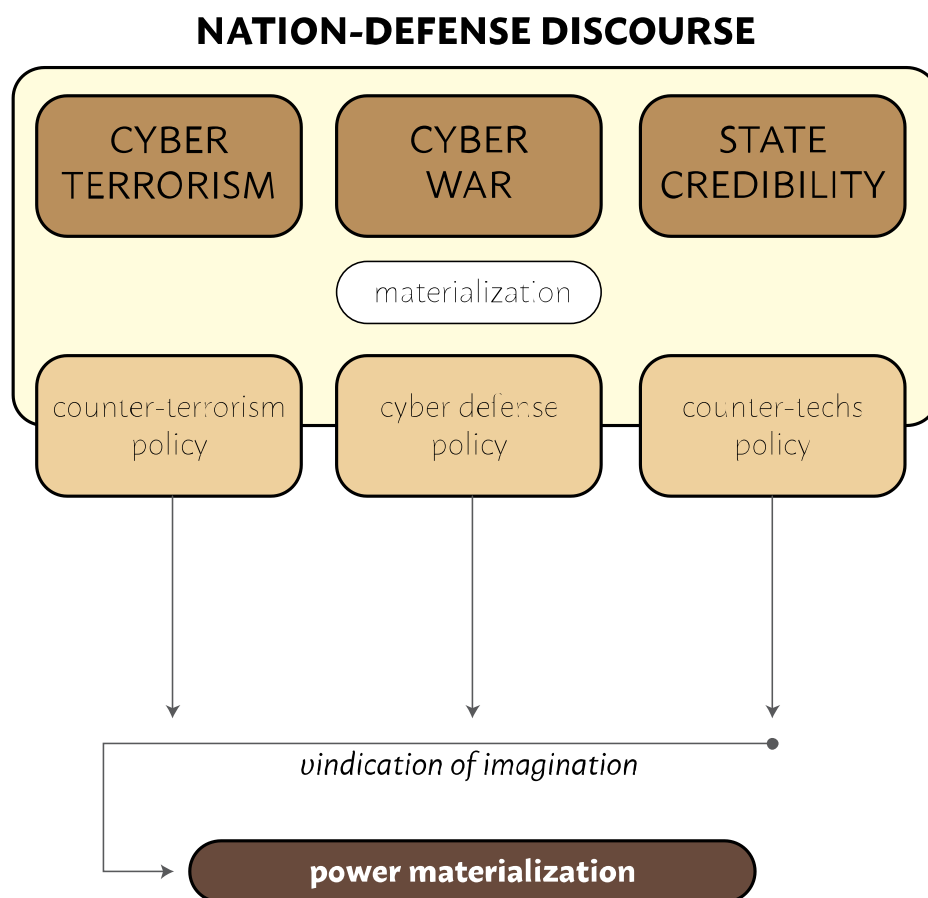 NATION-DEFENSE DISCOURSE
CYBER
TERRORISM
CYBER
WAR
STATE
CREDIBILITY
materialization
counter-terrorism
policy
cyber defense
policy
counter-techs
policy
vindication of imagination
power materialization